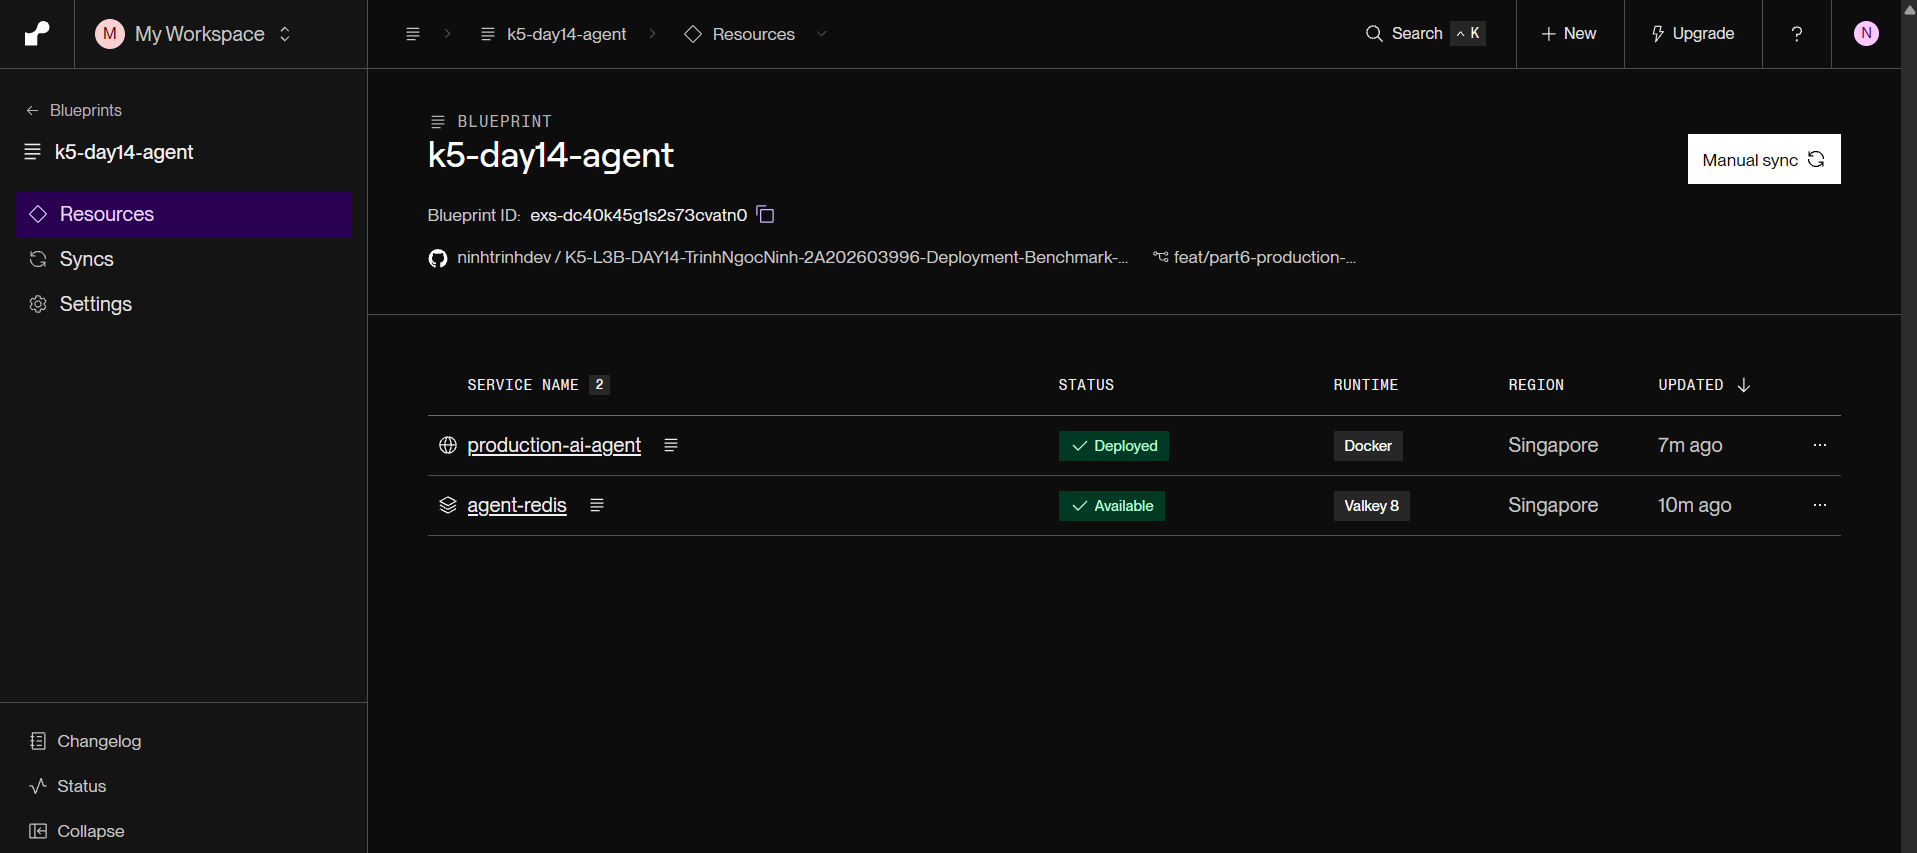 M My Workspace
k5-day14-agent
Resources
Search ^ K
+ New
Upgrade
?
N
← Blueprints
k5-day14-agent
Resources
Syncs
Settings
Changelog
Status
Collapse
BLUEPRINT
k5-day14-agent
Manual sync
Blueprint ID: exs-dc40k45g1s2s73cvatn0
ninhtrinhdev / K5-L3B-DAY14-TrinhNgocNinh-2A202603996-Deployment-Benchmark-... feat/part6-production-...
SERVICE NAME 2 STATUS RUNTIME REGION UPDATED ↓
production-ai-agent Deployed Docker Singapore 7m ago ...
agent-redis Available Valkey 8 Singapore 10m ago ...